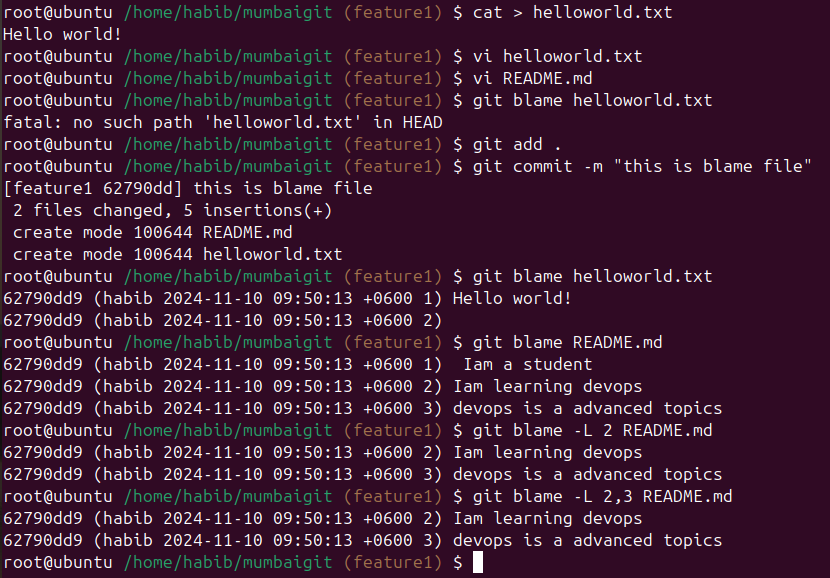 root@ubuntu /home/habib/mumbaigit (feature1) $ cat > helloworld.txt
Hello world!
root@ubuntu /home/habib/mumbaigit (feature1) $ vi helloworld.txt
root@ubuntu /home/habib/mumbaigit (feature1) $ vi README.md
root@ubuntu /home/habib/mumbaigit (feature1) $ git blame helloworld.txt
fatal: no such path 'helloworld.txt' in HEAD
root@ubuntu /home/habib/mumbaigit (feature1) $ git add .
root@ubuntu /home/habib/mumbaigit (feature1) $ git commit -m "this is blame file"
[feature1 62790dd] this is blame file
 2 files changed, 5 insertions(+)
 create mode 100644 README.md
 create mode 100644 helloworld.txt
root@ubuntu /home/habib/mumbaigit (feature1) $ git blame helloworld.txt
62790dd9 (habib 2024-11-10 09:50:13 +0600 1) Hello world!
62790dd9 (habib 2024-11-10 09:50:13 +0600 2)
root@ubuntu /home/habib/mumbaigit (feature1) $ git blame README.md
62790dd9 (habib 2024-11-10 09:50:13 +0600 1)  Iam a student
62790dd9 (habib 2024-11-10 09:50:13 +0600 2) Iam learning devops
62790dd9 (habib 2024-11-10 09:50:13 +0600 3) devops is a advanced topics
root@ubuntu /home/habib/mumbaigit (feature1) $ git blame -L 2 README.md
62790dd9 (habib 2024-11-10 09:50:13 +0600 2) Iam learning devops
62790dd9 (habib 2024-11-10 09:50:13 +0600 3) devops is a advanced topics
root@ubuntu /home/habib/mumbaigit (feature1) $ git blame -L 2,3 README.md
62790dd9 (habib 2024-11-10 09:50:13 +0600 2) Iam learning devops
62790dd9 (habib 2024-11-10 09:50:13 +0600 3) devops is a advanced topics
root@ubuntu /home/habib/mumbaigit (feature1) $